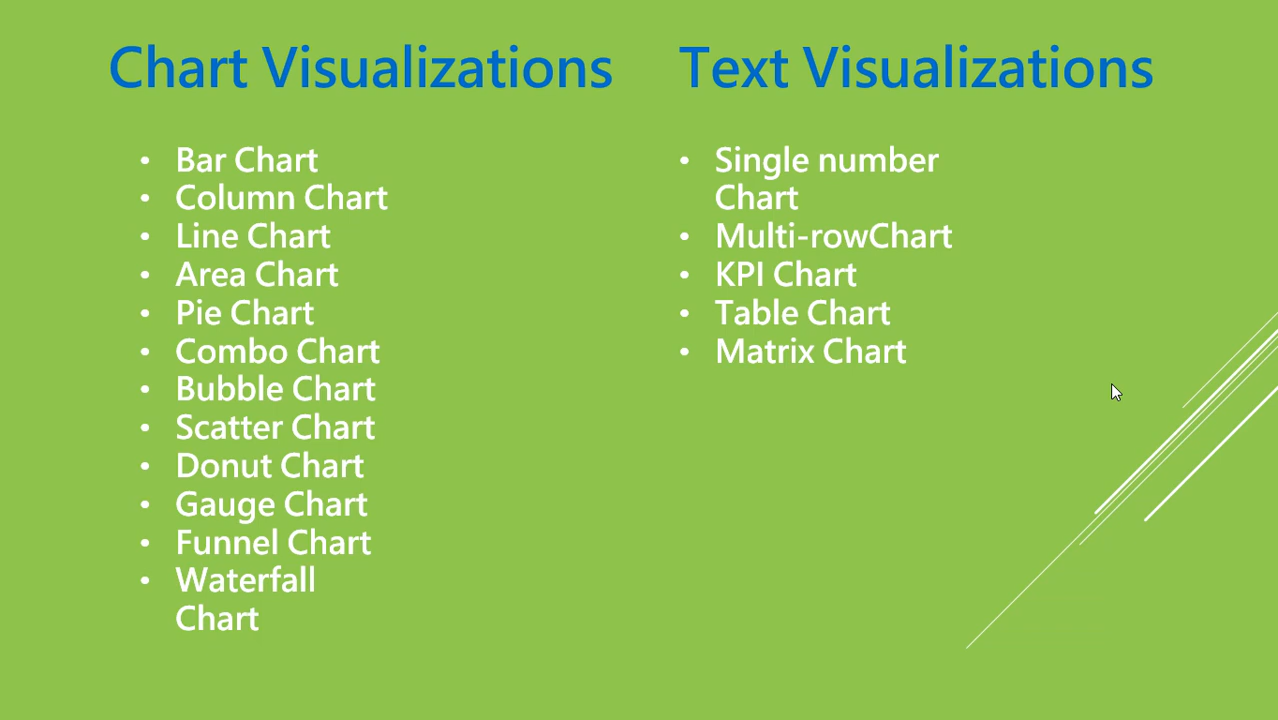 Chart Visualizations
• Bar Chart
• Column Chart
• Line Chart
• Area Chart
• Pie Chart
• Combo Chart
• Bubble Chart
• Scatter Chart
• Donut Chart
• Gauge Chart
• Funnel Chart
• Waterfall
Chart
Text Visualizations
• Single number
Chart
• Multi-rowChart
• KPI Chart
• Table Chart
• Matrix Chart